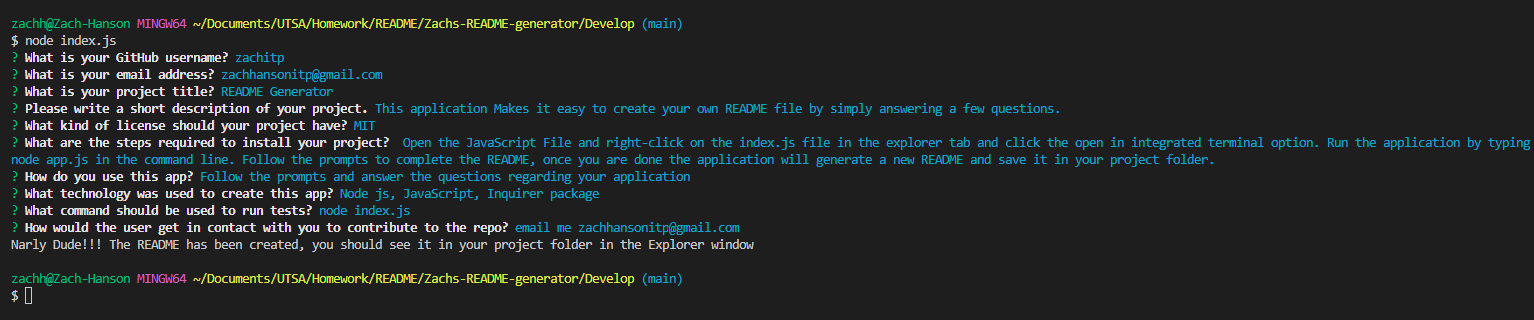 zachh@Zach-Hanson MINGW64 ~/Documents/UTSA/Homework/README/Zachs-README-generator/Develop (main)
$ node index.js
? What is your GitHub username? zachitp
? What is your email address? zachhansonitp@gmail.com
? What is your project title? README Generator
? Please write a short description of your project. This application Makes it easy to create your own README file by simply answering a few questions.
? What kind of license should your project have? MIT
? What are the steps required to install your project?  Open the JavaScript File and right-click on the index.js file in the explorer tab and click the open in integrated terminal option. Run the application by typing
node app.js in the command line. Follow the prompts to complete the README, once you are done the application will generate a new README and save it in your project folder.
? How do you use this app? Follow the prompts and answer the questions regarding your application
? What technology was used to create this app? Node js, JavaScript, Inquirer package
? What command should be used to run tests? node index.js
? How would the user get in contact with you to contribute to the repo? email me zachhansonitp@gmail.com
Narly Dude!!! The README has been created, you should see it in your project folder in the Explorer window
zachh@Zach-Hanson MINGW64 ~/Documents/UTSA/Homework/README/Zachs-README-generator/Develop (main)
$